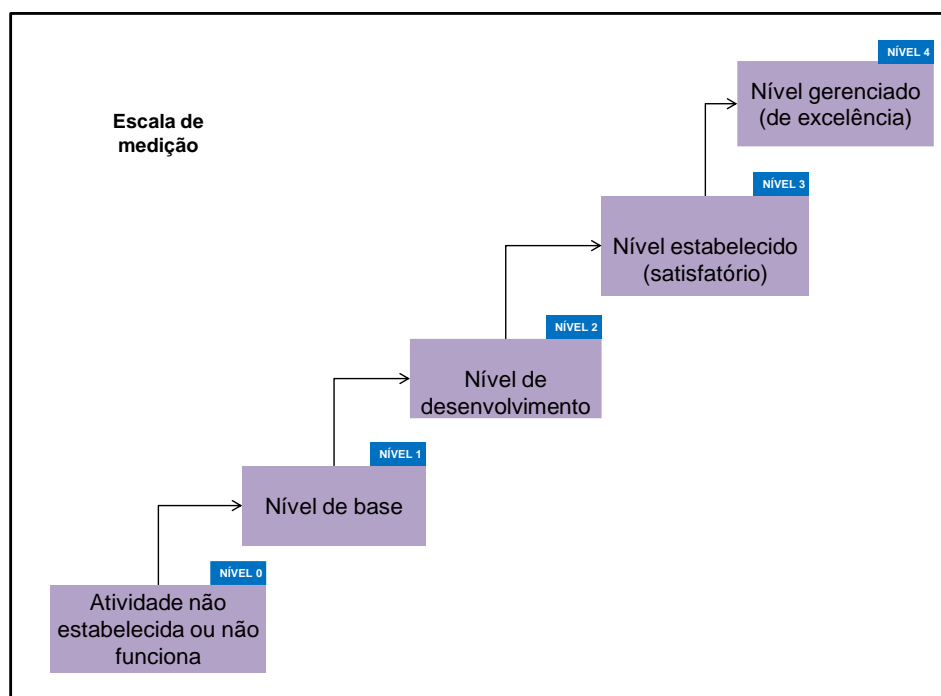 NÍVEL 4
Nível gerenciado
(de excelência)
Escala de
medição
NÍVEL 3
Nível estabelecido
(satisfatório)
NÍVEL 2
Nível de
desenvolvimento
NÍVEL 1
Nível de base
NÍVEL 0
Atividade não
estabelecida ou não
funciona